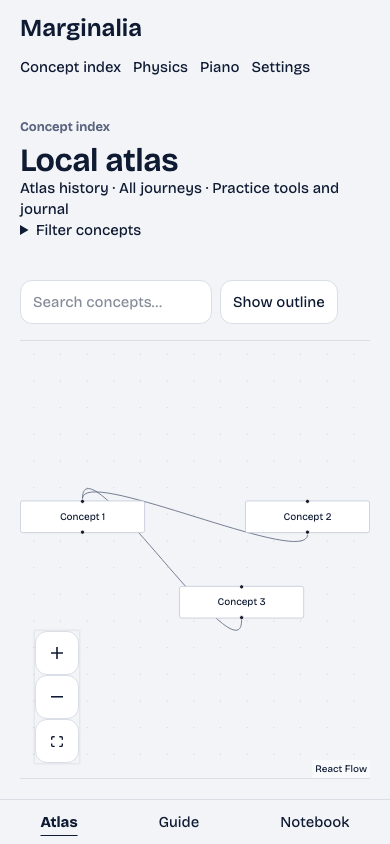 Marginalia
Concept index Physics Piano Settings
Concept index
Local atlas
Atlas history · All journeys · Practice tools and
journal
Filter concepts
Search concepts...
Show outline
Concept 1
Concept 2
Concept 3
React Flow
Atlas Guide Notebook